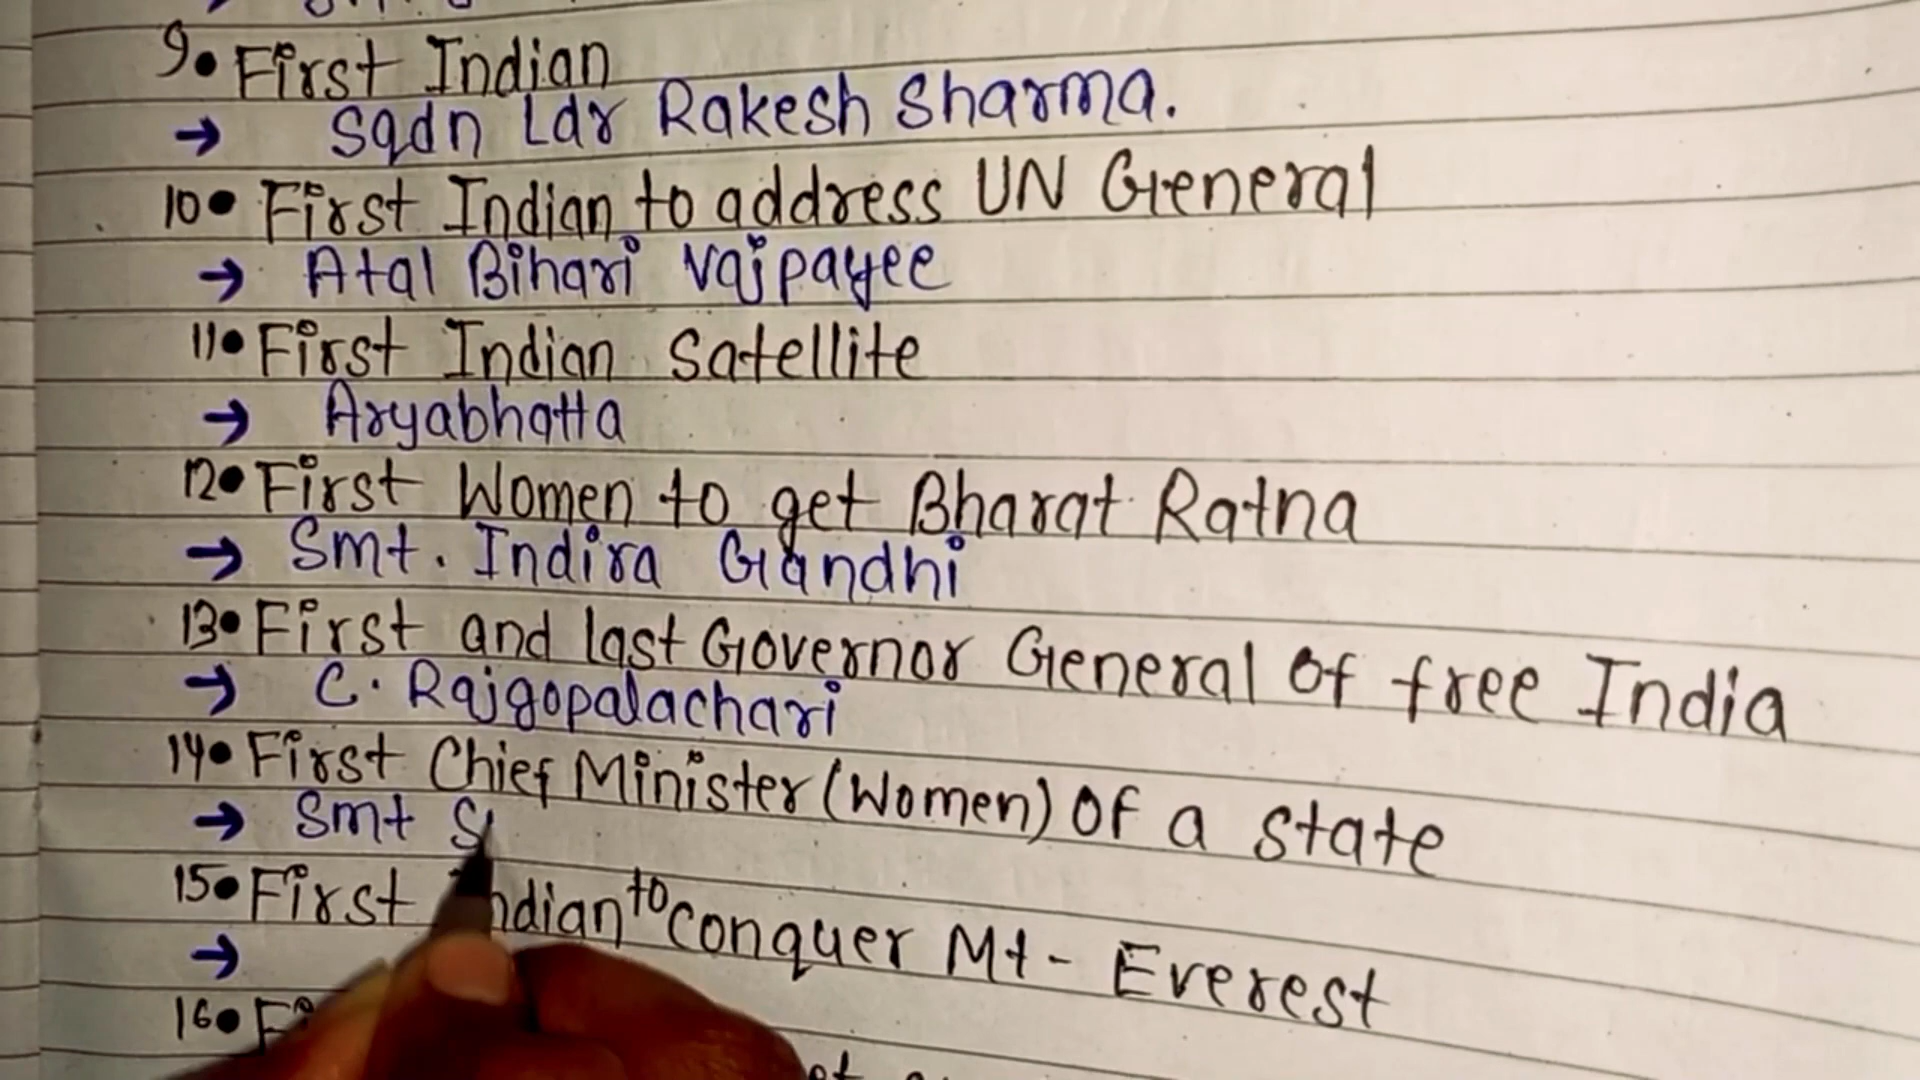 9. First Indian
→ Sqdn Ldr Rakesh Sharma.
10. First Indian to address UN General
→ Atal Bihari Vajpayee
11. First Indian Satellite
→ Aryabhatta
12. First Women to get Bharat Ratna
→ Smt. Indira Gandhi
13. First and last Governor General Of free India
→ C. Rajgopalachari
14. First Chief Minister (Women) Of a state
→ Smt S
15. First Indian to conquer Mt - Everest
→
16.